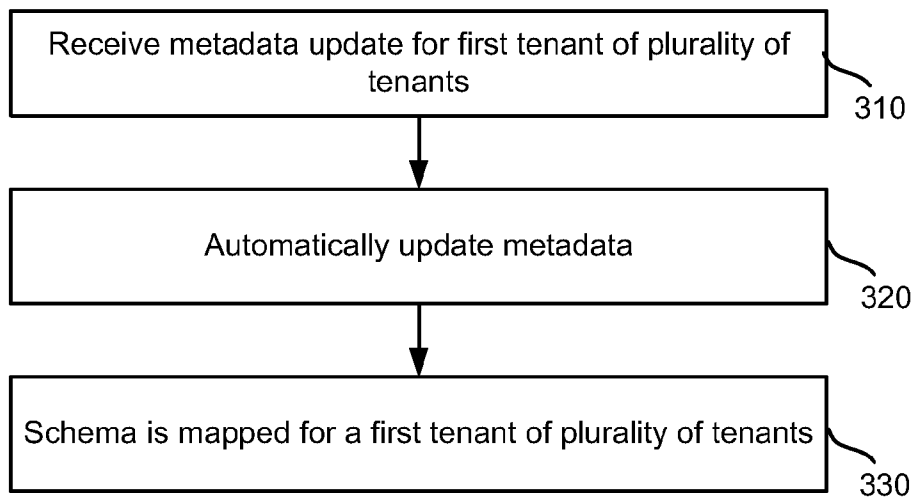 Receive metadata update for first tenant of plurality of
tenants
310
Automatically update metadata
320
Schema is mapped for a first tenant of plurality of tenants
330